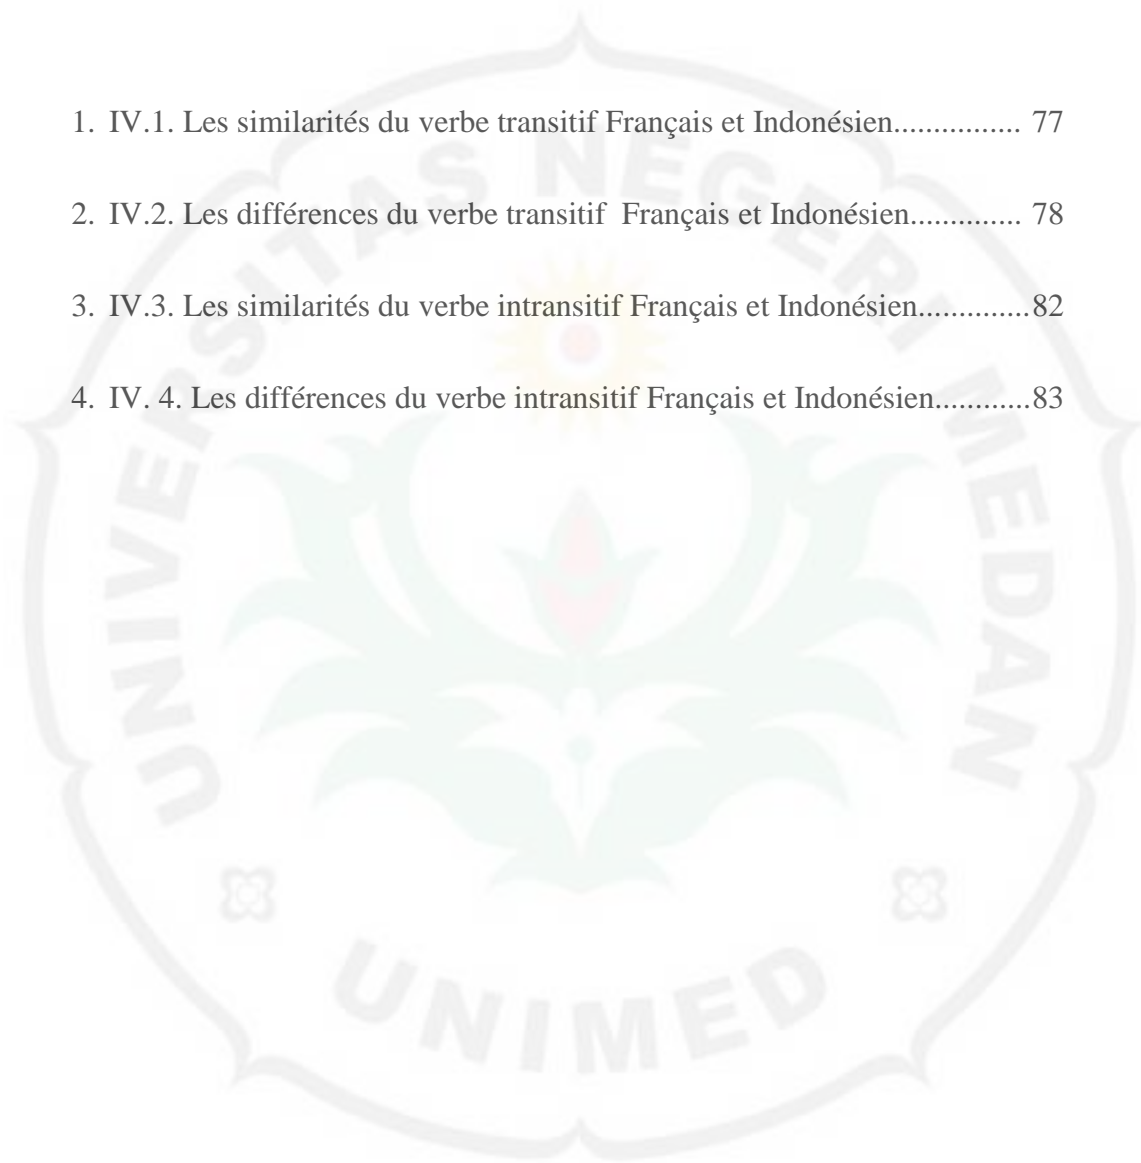 1. IV.1. Les similarités du verbe transitif Français et Indonésien................ 77
2. IV.2. Les différences du verbe transitif  Français et Indonésien.............. 78
3. IV.3. Les similarités du verbe intransitif Français et Indonésien..............82
4. IV. 4. Les différences du verbe intransitif Français et Indonésien............83
UNIVERSITAS NEGERI MEDAN
UNIMED